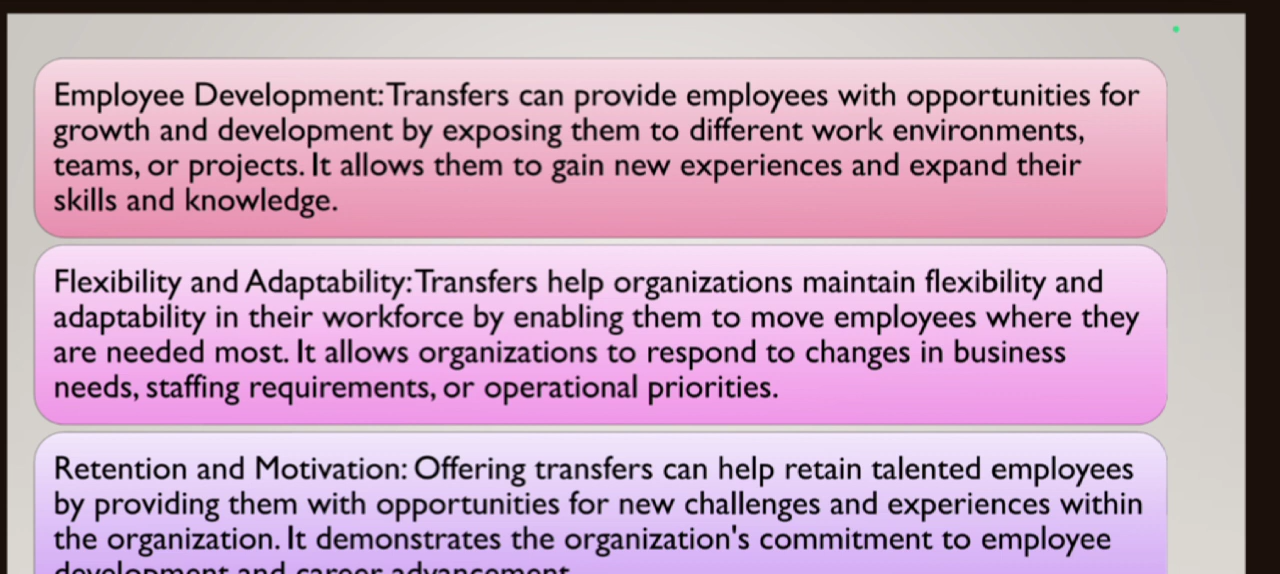 Employee Development: Transfers can provide employees with opportunities for
growth and development by exposing them to different work environments,
teams, or projects. It allows them to gain new experiences and expand their
skills and knowledge.
Flexibility and Adaptability: Transfers help organizations maintain flexibility and
adaptability in their workforce by enabling them to move employees where they
are needed most. It allows organizations to respond to changes in business
needs, staffing requirements, or operational priorities.
Retention and Motivation: Offering transfers can help retain talented employees
by providing them with opportunities for new challenges and experiences within
the organization. It demonstrates the organization's commitment to employee
development and career advancement.